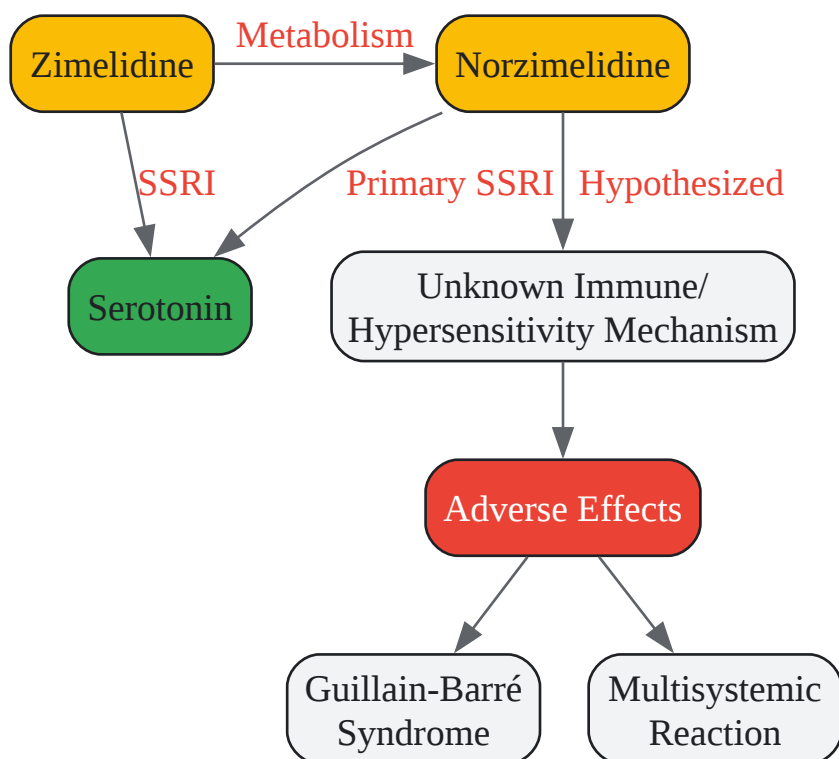 Metabolism
Zimelidine
Norzimelidine
SSRI
Primary SSRI
Hypothesized
Serotonin
Unknown Immune/
Hypersensitivity Mechanism
Adverse Effects
Guillain-Barré
Syndrome
Multisystemic
Reaction